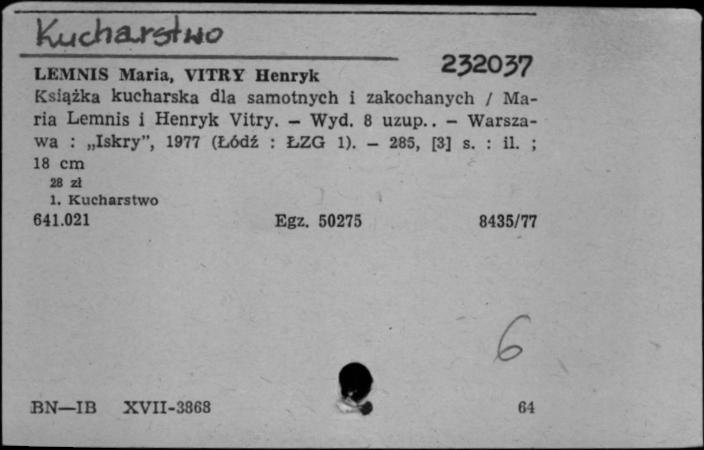 Kucharstwo
232037
LEMNIS Maria, VITRY Henryk
Książka kucharska dla samotnych i zakochanych / Ma-
ria Lemnis i Henryk Vitry. — Wyd. 8 uzup.. — Warsza-
wa : „Iskry”, 1977 (Łódź : ŁZG 1). — 285, [3] s. : il. ;
18 cm
28 zł
1. Kucharstwo
641.021 Egz. 50275 8435/77
6
BN—IB XVII-3868 64